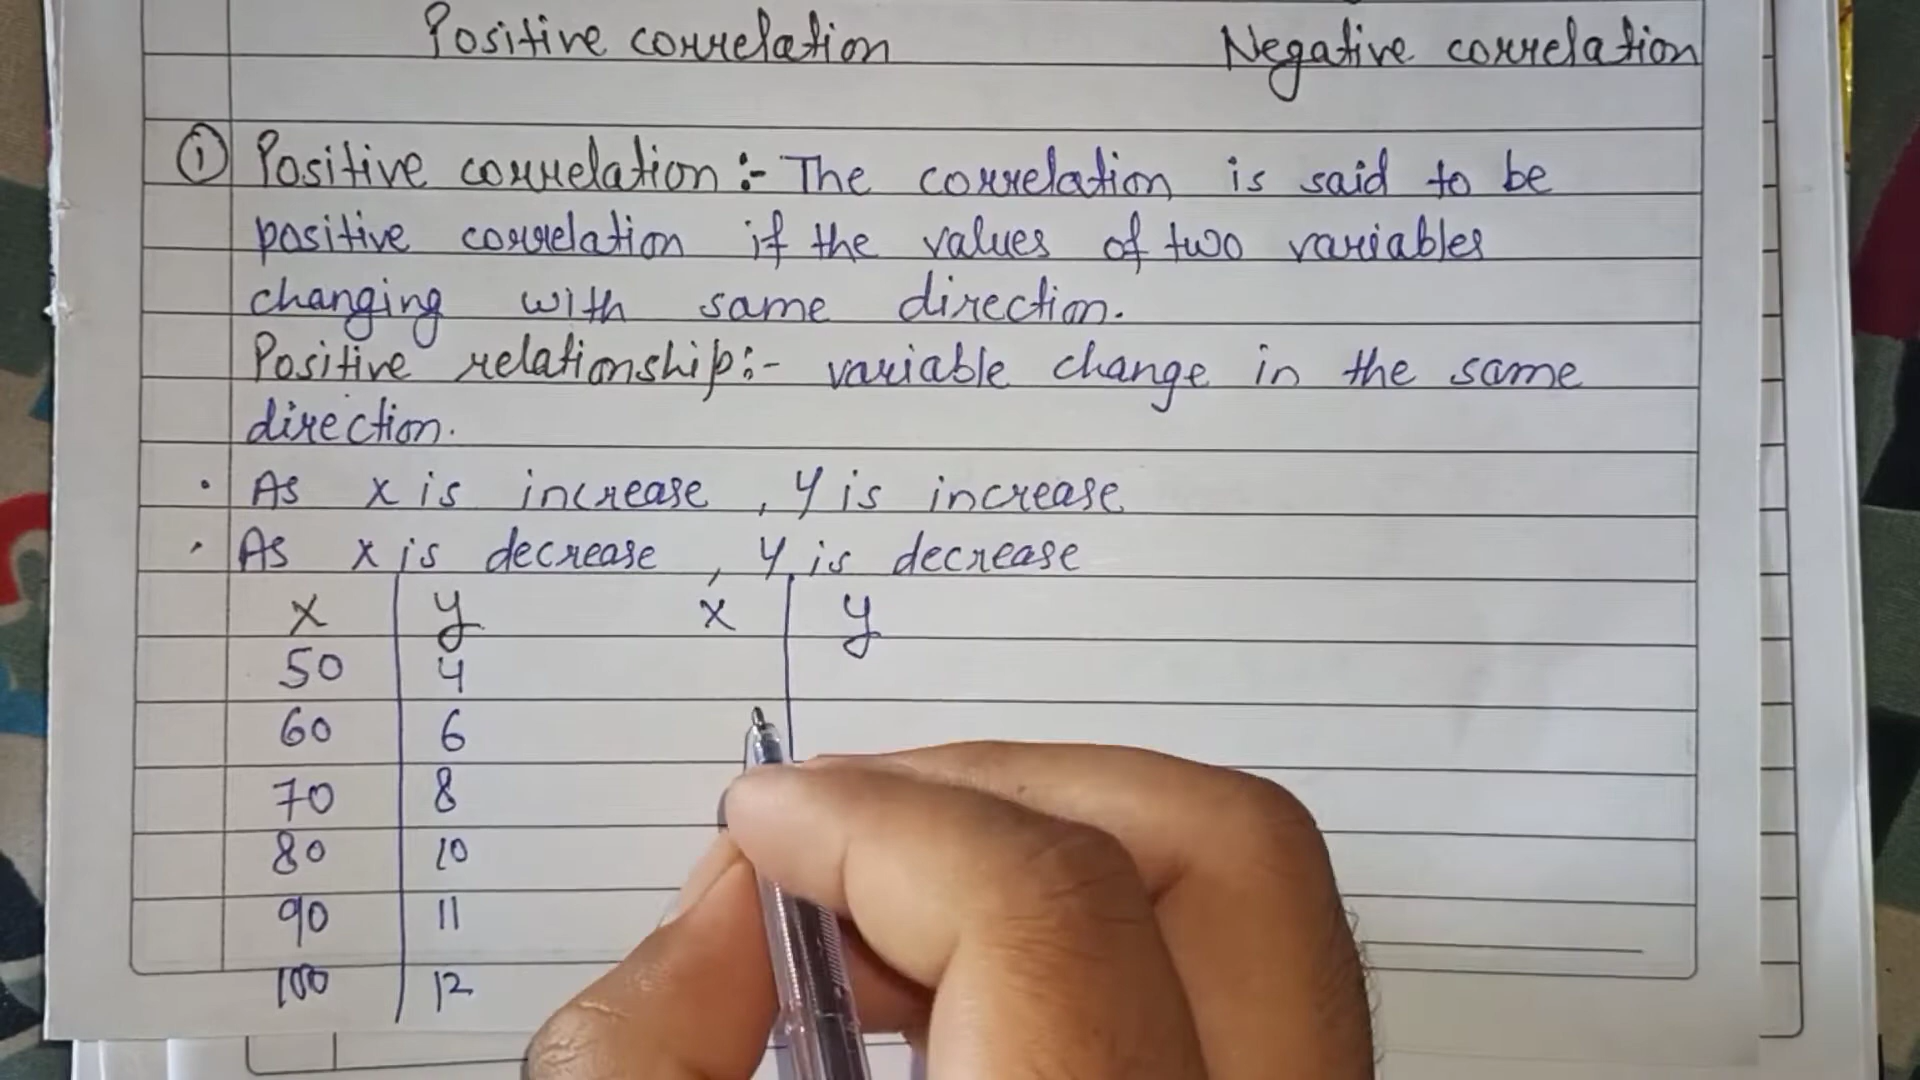 Positive correlation Negative correlation
① Positive correlation :- The correlation is said to be
positive correlation if the values of two variables
changing with same direction.
Positive relationship:- variable change in the same
direction.
· As x is increase , y is increase
· As x is decrease , y is decrease
x y x y
50 4
60 6
70 8
80 10
90 11
100 12